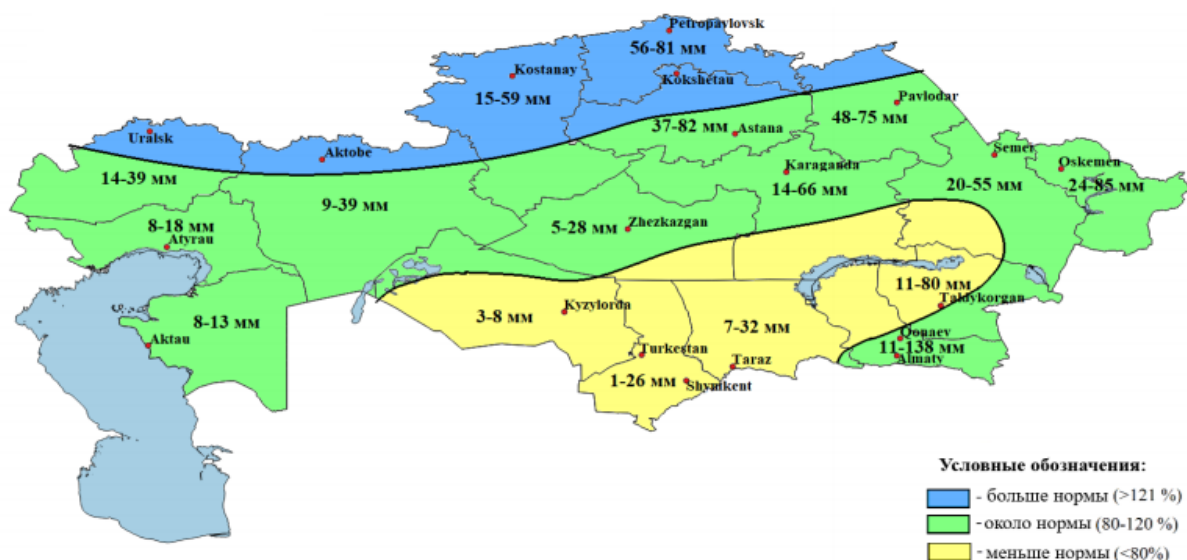 Petropavlovsk
56-81 мм
Kostanay
Kokshetau
15-59 мм
Pavlodar
48-75 мм
Uralsk
37-82 мм
Astana
Aktobe
Semer
Oskemen
Karaganda
14-39 мм
14-66 мм
20-55 мм
24-85 мм
9-39 мм
8-18 мм
Zhezkazgan
5-28 мм
Atyrau
11-80 мм
Kyzylorda
Taldykorgan
3-8 мм
8-13 мм
7-32 мм
Qonaev
Aktau
11-138 мм
Turkestan
Almaty
Taraz
1-26 мм
Shymkent
Условные обозначения:
- больше нормы (>121 %)
- около нормы (80-120 %)
- меньше нормы (<80%)